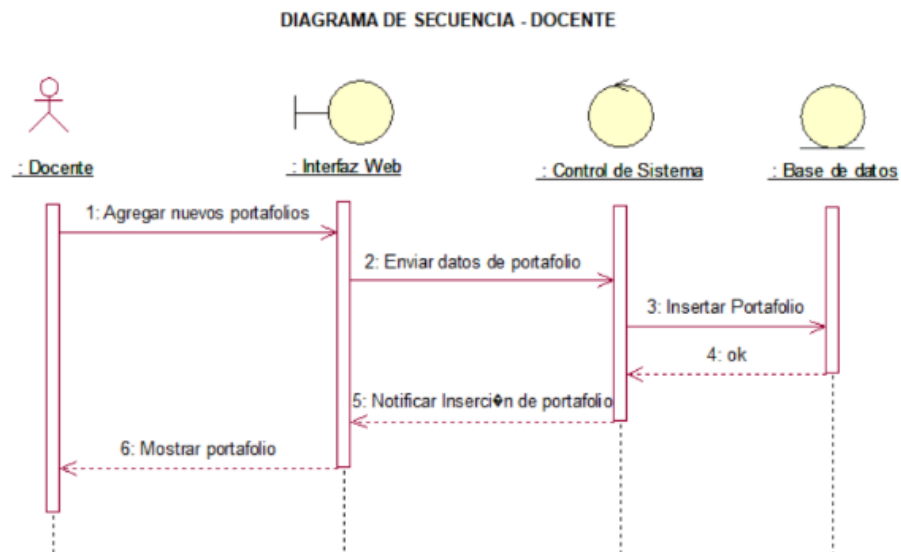 DIAGRAMA DE SECUENCIA - DOCENTE
: Docente
: Interfaz Web
: Control de Sistema
: Base de datos
1: Agregar nuevos portafolios
2: Enviar datos de portafolio
3: Insertar Portafolio
4: ok
5: Notificar Inserci�n de portafolio
6: Mostrar portafolio